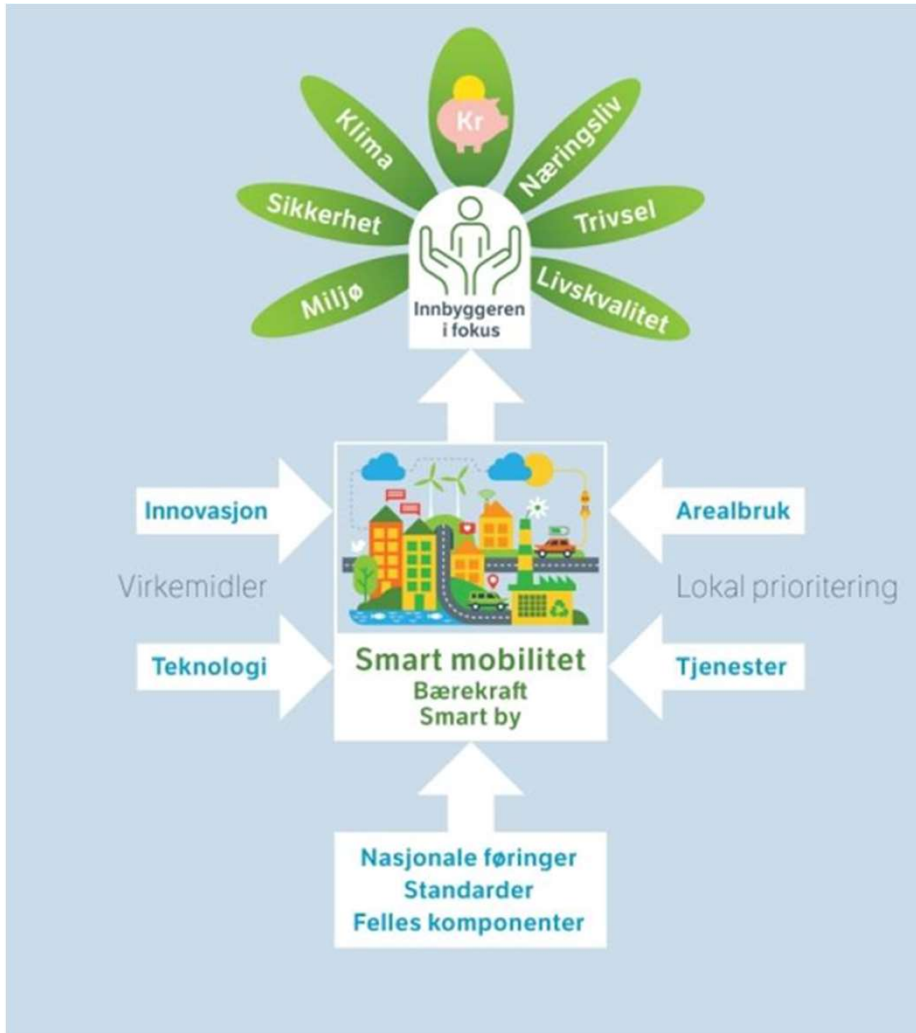 Kr
Klima
Næringsliv
Sikkerhet
Trivsel
Miljø
Livskvalitet
Innbyggeren
i fokus
Innovasjon
Arealbruk
Virkemidler
Lokal prioritering
Teknologi
Tjenester
Smart mobilitet
Bærekraft
Smart by
Nasjonale føringer
Standarder
Felles komponenter